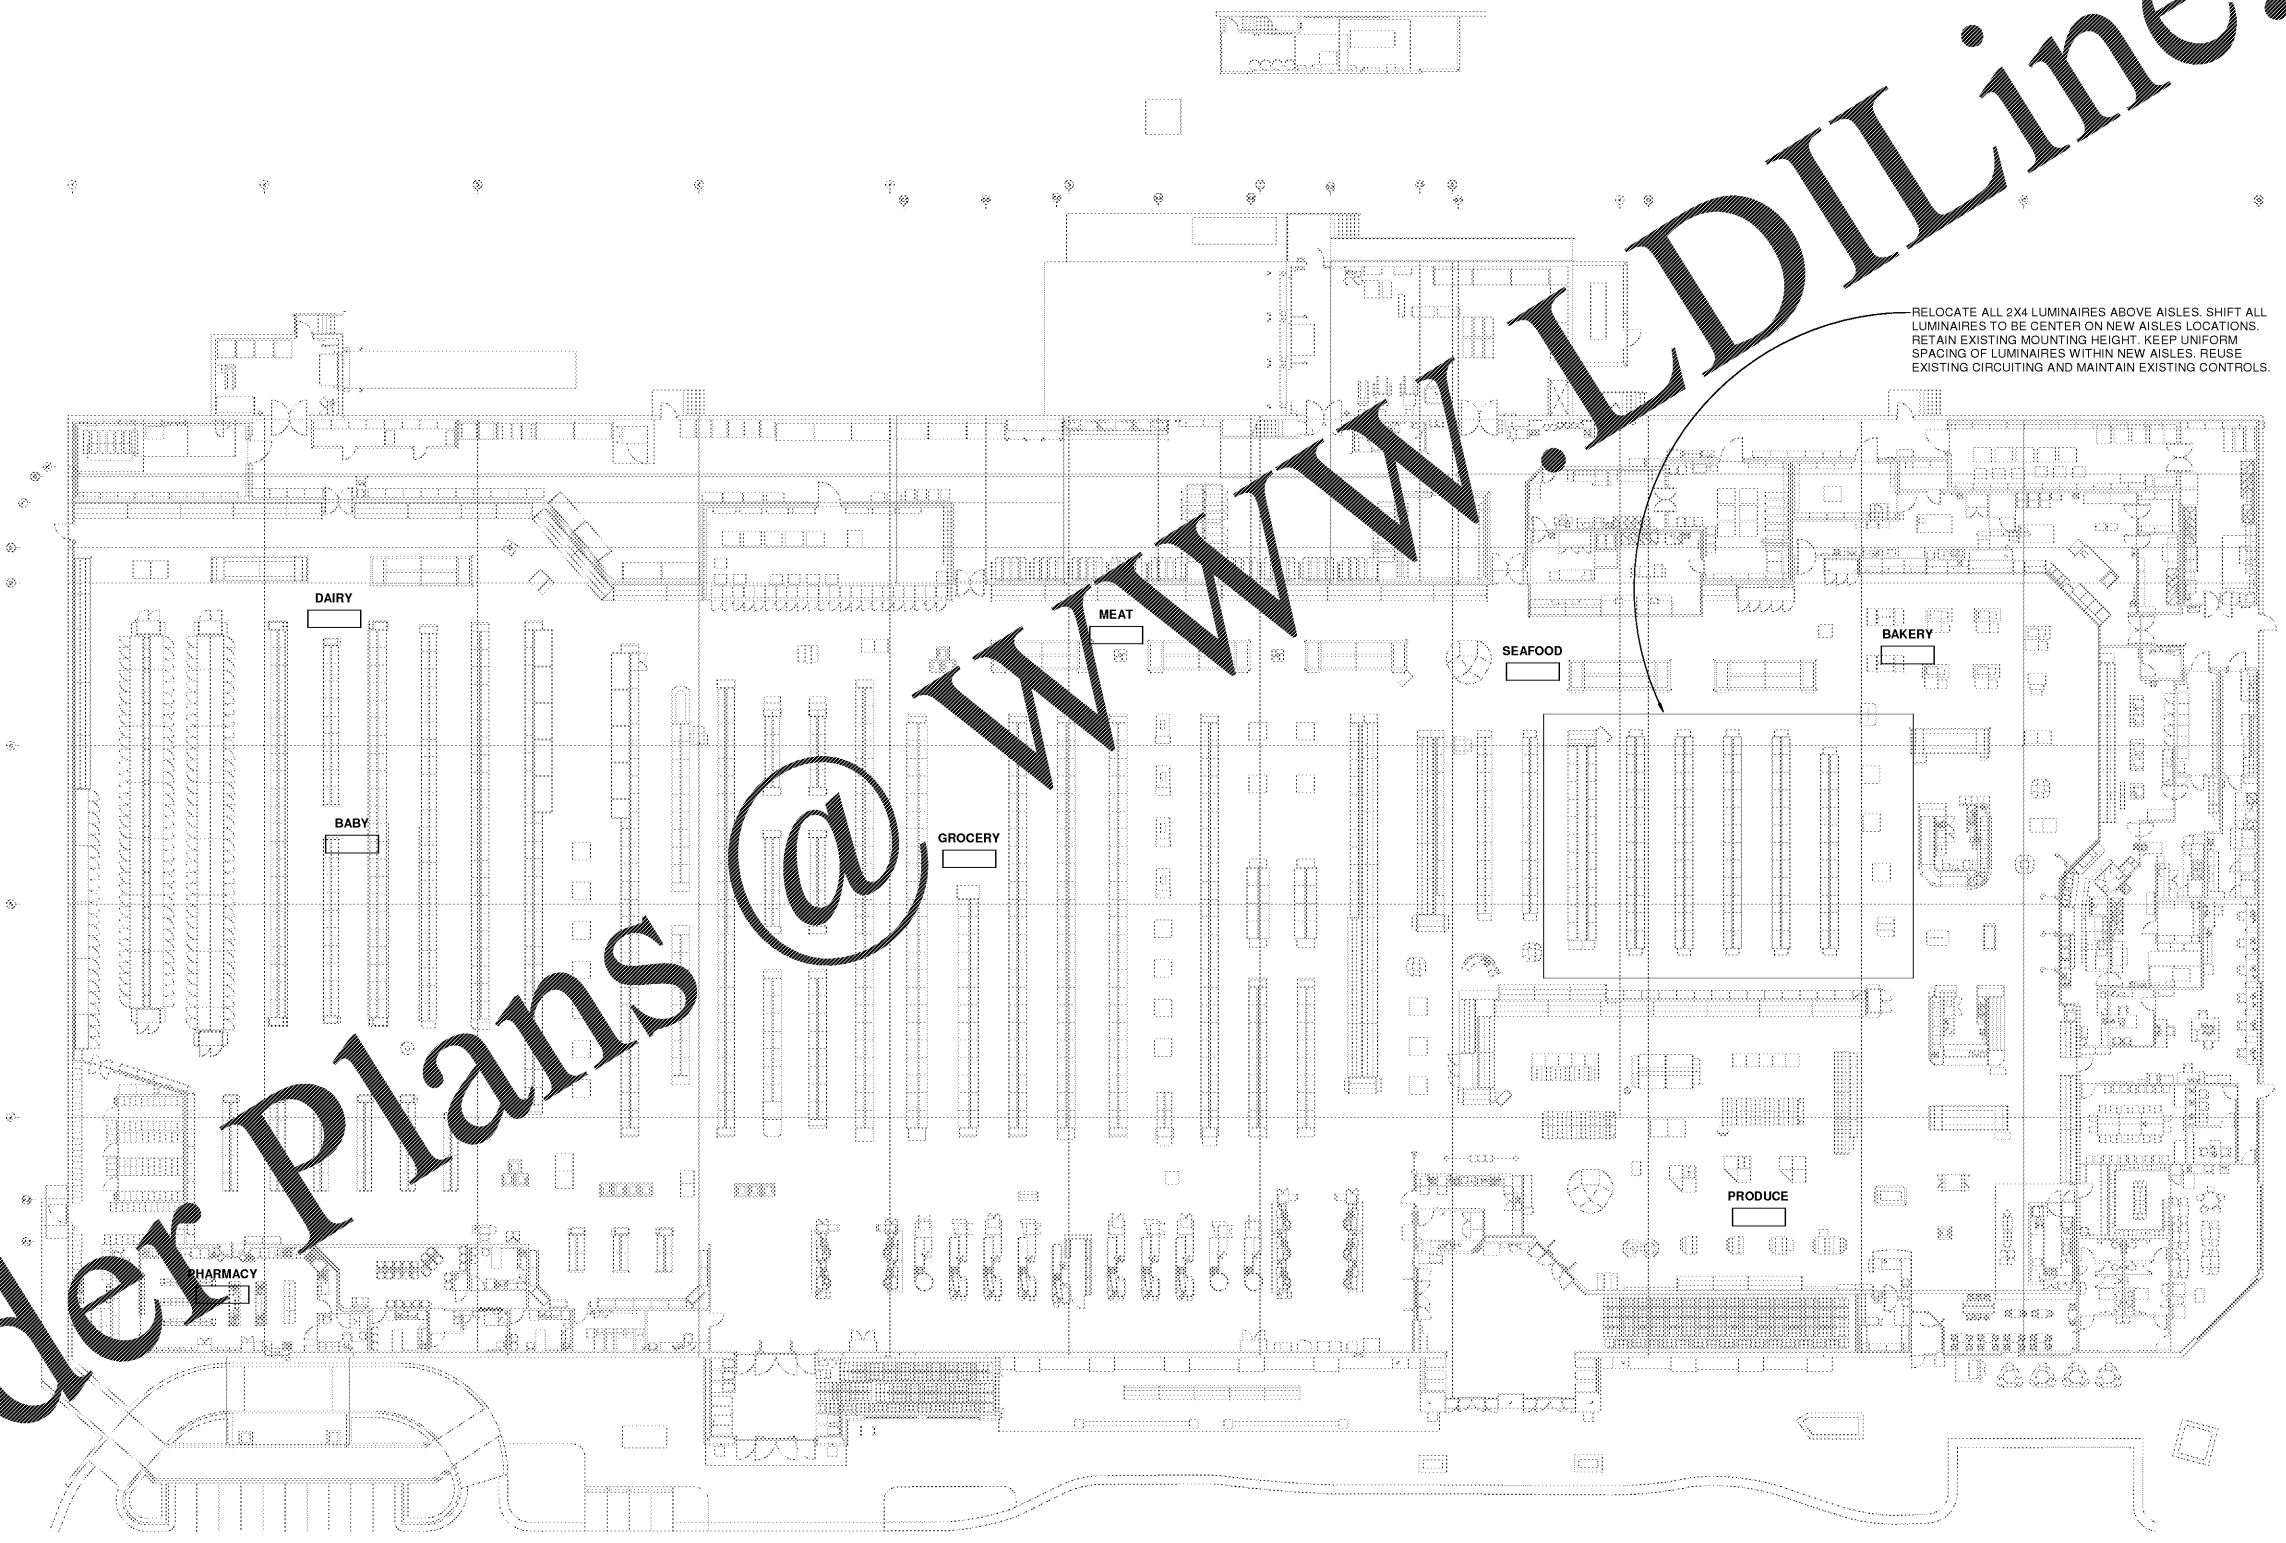 RELOCATE ALL 2X4 LUMINAIRES ABOVE AISLES. SHIFT ALL
LUMINAIRES TO BE CENTER ON NEW AISLES LOCATIONS.
RETAIN EXISTING MOUNTING HEIGHT. KEEP UNIFORM
SPACING OF LUMINAIRES WITHIN NEW AISLES. REUSE
EXISTING CIRCUITING AND MAINTAIN EXISTING CONTROLS.
DAIRY
MEAT
BAKERY
SEAFOOD
BABY
GROCERY
PRODUCE
PHARMACY
der Plans @ www.LDILine.